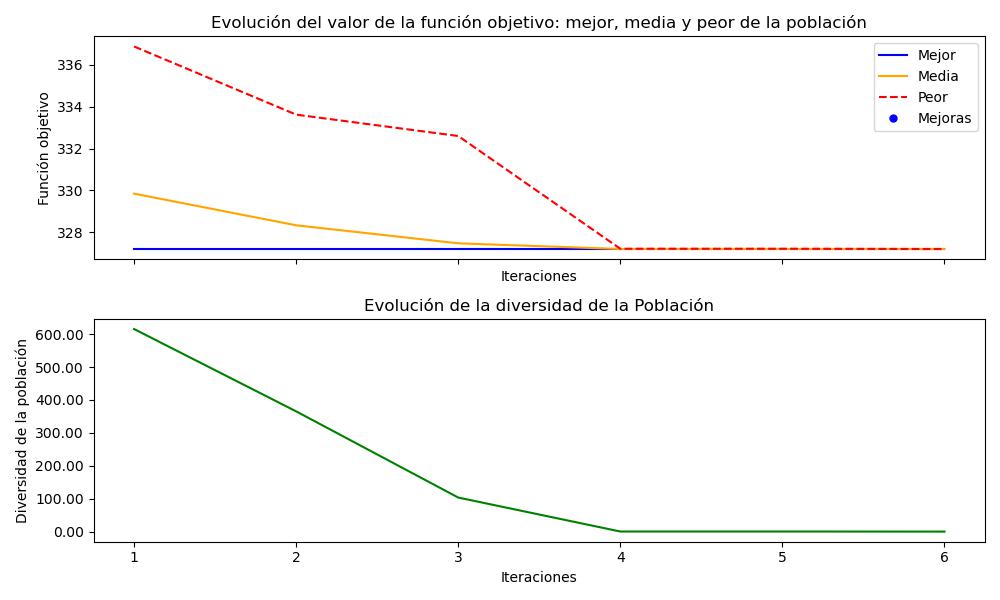 Evolución del valor de la función objetivo: mejor, media y peor de la población
Función objetivo
336
334
332
330
328
Mejor
Media
Peor
Mejoras
Iteraciones
Evolución de la diversidad de la Población
Diversidad de la población
600.00
500.00
400.00
300.00
200.00
100.00
0.00
1 2 3 4 5 6
Iteraciones